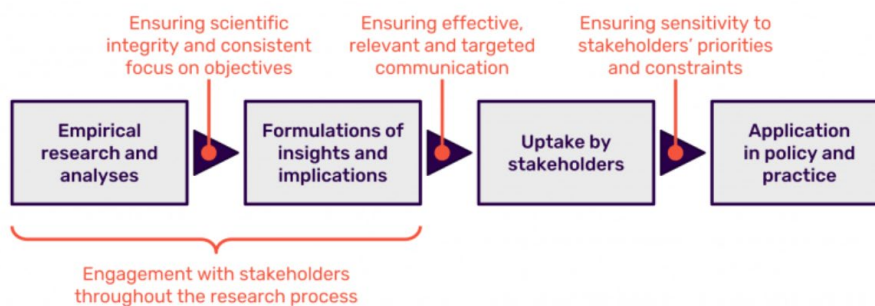 Ensuring scientific
integrity and consistent
focus on objectives
Ensuring effective,
relevant and targeted
communication
Ensuring sensitivity to
stakeholders’ priorities
and constraints
Empirical
research and
analyses
Formulations of
insights and
implications
Uptake by
stakeholders
Application
in policy and
practice
Engagement with stakeholders
throughout the research process